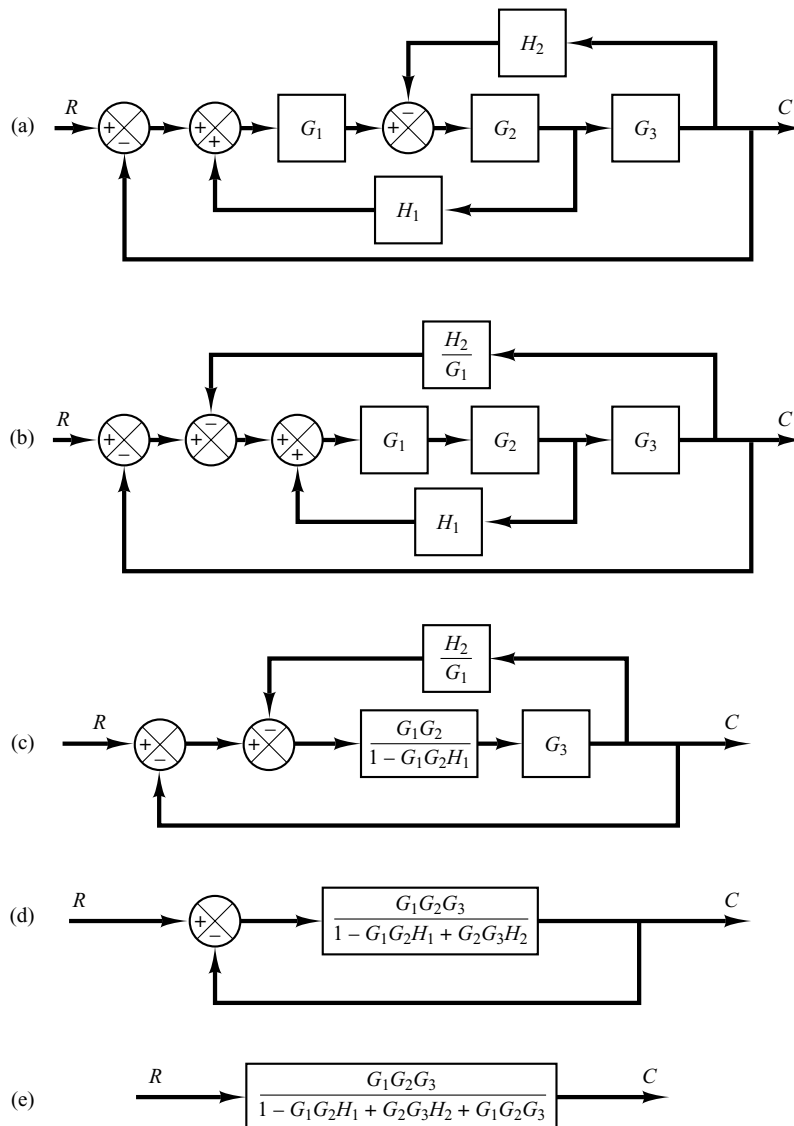 H₂
(a) R + − + + G₁ + − G₂ G₃ C
H₁
H₂
G₁
(b) R + − + − + + G₁ G₂ G₃ C
H₁
H₂
G₁
(c) R + − + − G₁G₂ G₃ C
1 − G₁G₂H₁
(d) R + − G₁G₂G₃ C
1 − G₁G₂H₁ + G₂G₃H₂
(e) R G₁G₂G₃ C
1 − G₁G₂H₁ + G₂G₃H₂ + G₁G₂G₃